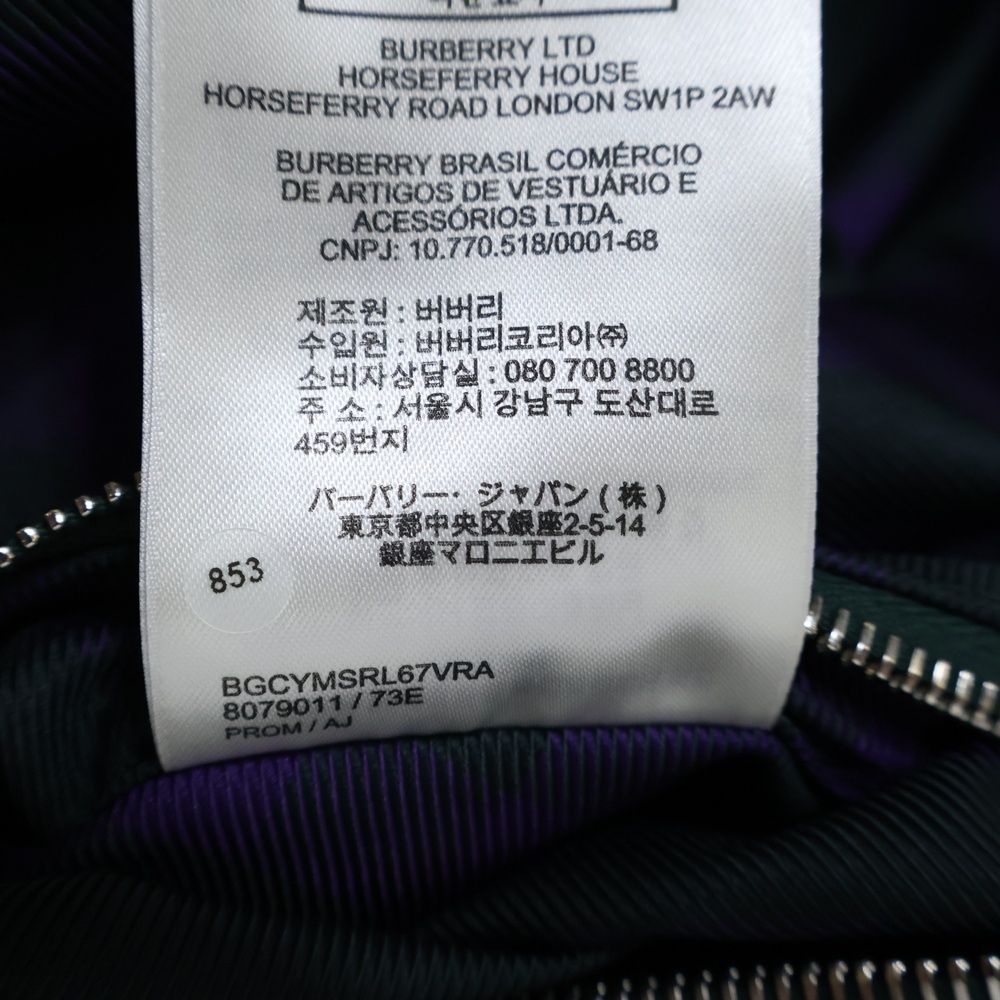 BURBERRY LTD
HORSEFERRY HOUSE
HORSEFERRY ROAD LONDON SW1P 2AW
BURBERRY BRASIL COMÉRCIO
DE ARTIGOS DE VESTUÁRIO E
ACESSÓRIOS LTDA.
CNPJ: 10.770.518/0001-68
제조원 : 버버리
수입원 : 버버리코리아㈜
소비자상담실 : 080 700 8800
주 소 : 서울시 강남구 도산대로
459번지
バーバリー・ジャパン ( 株 )
東京都中央区銀座2-5-14
銀座マロニエビル
853
BGCYMSRL67VRA
8079011 / 73E
PROM / AJ